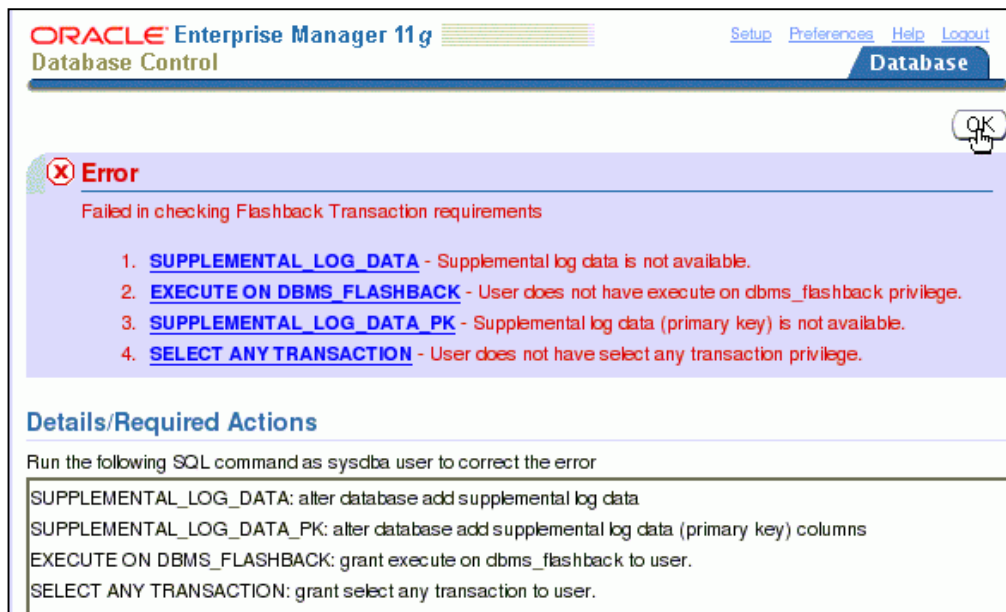 ORACLE Enterprise Manager 11g
Database Control
Setup Preferences Help Logout
Database
OK
Error
Failed in checking Flashback Transaction requirements
1. SUPPLEMENTAL_LOG_DATA - Supplemental log data is not available.
2. EXECUTE ON DBMS_FLASHBACK - User does not have execute on dbms_flashback privilege.
3. SUPPLEMENTAL_LOG_DATA_PK - Supplemental log data (primary key) is not available.
4. SELECT ANY TRANSACTION - User does not have select any transaction privilege.
Details/Required Actions
Run the following SQL command as sysdba user to correct the error
SUPPLEMENTAL_LOG_DATA: alter database add supplemental log data
SUPPLEMENTAL_LOG_DATA_PK: alter database add supplemental log data (primary key) columns
EXECUTE ON DBMS_FLASHBACK: grant execute on dbms_flashback to user.
SELECT ANY TRANSACTION: grant select any transaction to user.